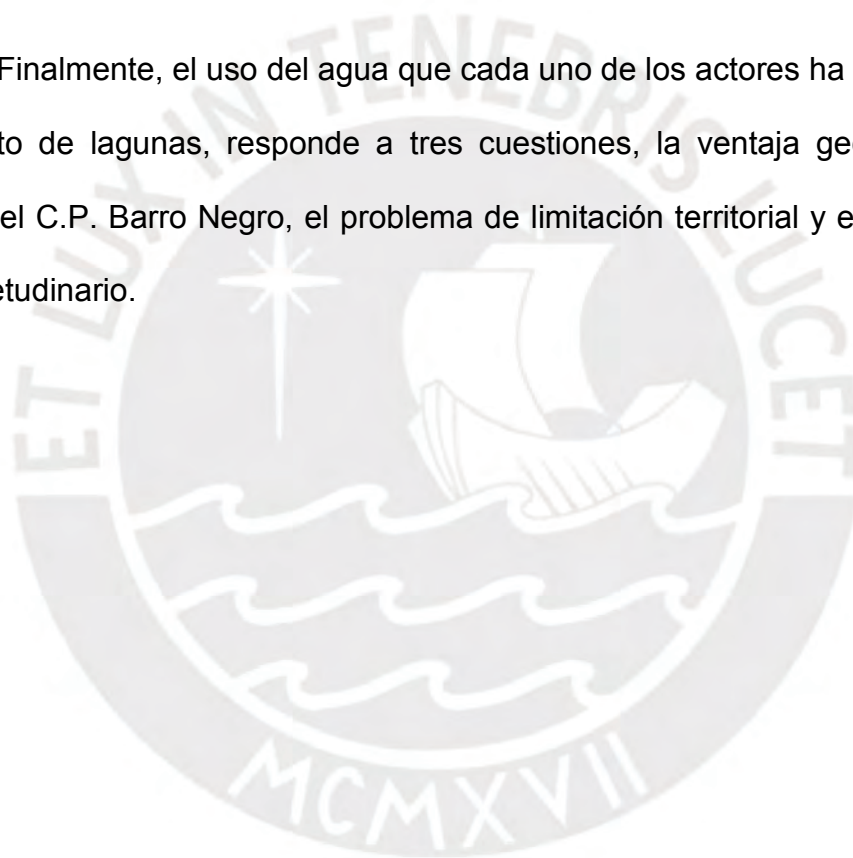 Finalmente, el uso del agua que cada uno de los actores ha
to de lagunas, responde a tres cuestiones, la ventaja geo
el C.P. Barro Negro, el problema de limitación territorial y e
etudinario.
ET LUX IN TENEBRIS LUCET
MCMXVII